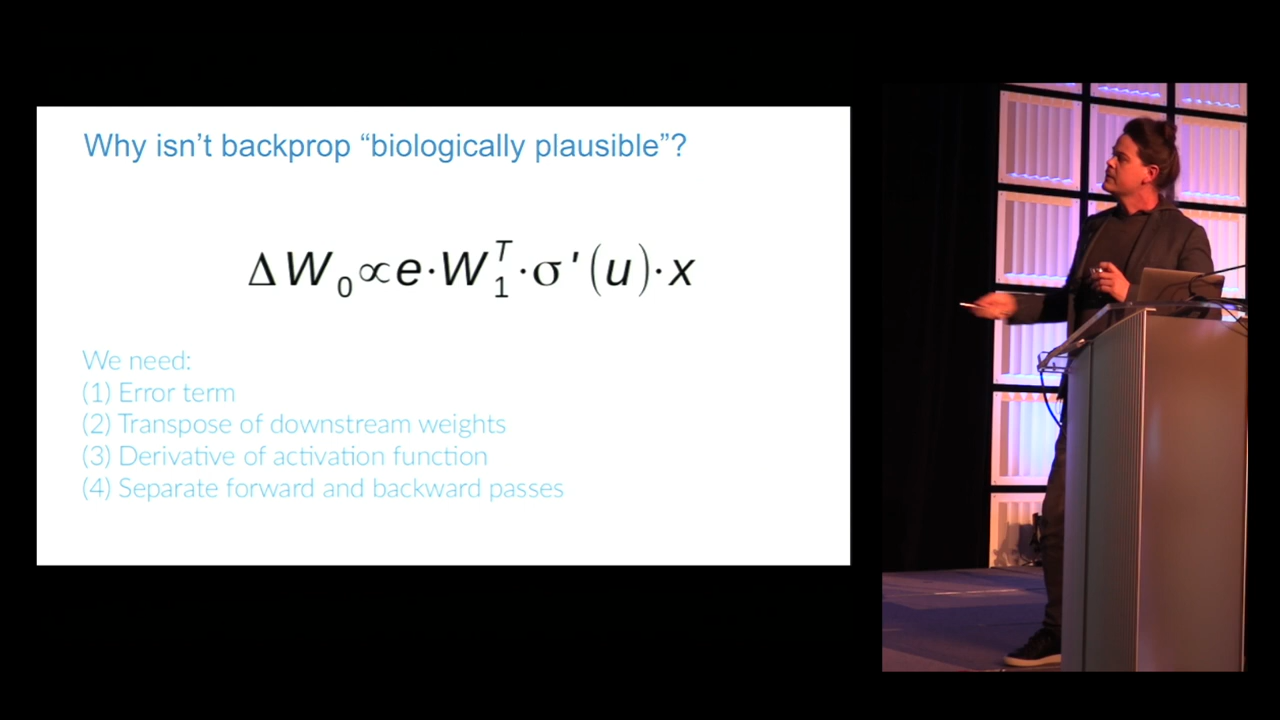 Why isn't backprop “biologically plausible”?
Δ W₀ ∝ e · W₁ᵀ · σ ' (u) · x
We need:
(1) Error term
(2) Transpose of downstream weights
(3) Derivative of activation function
(4) Separate forward and backward passes